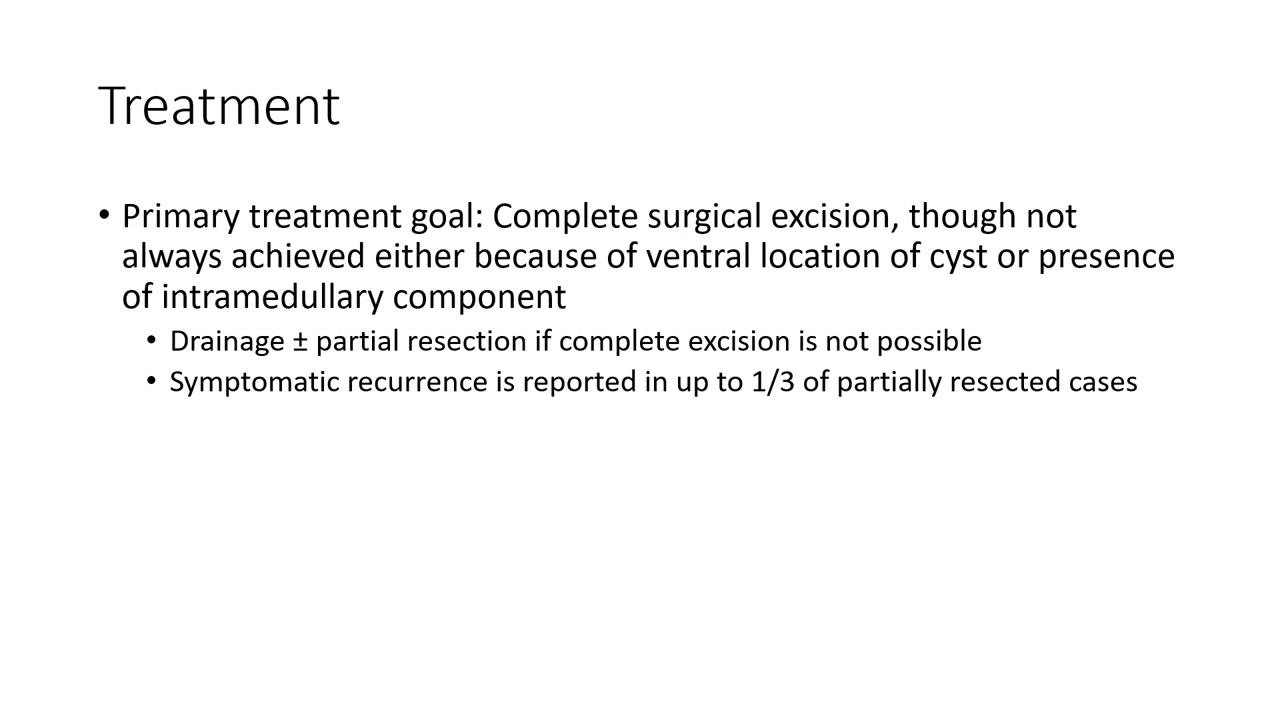 Treatment
• Primary treatment goal: Complete surgical excision, though not
always achieved either because of ventral location of cyst or presence
of intramedullary component
• Drainage ± partial resection if complete excision is not possible
• Symptomatic recurrence is reported in up to 1/3 of partially resected cases